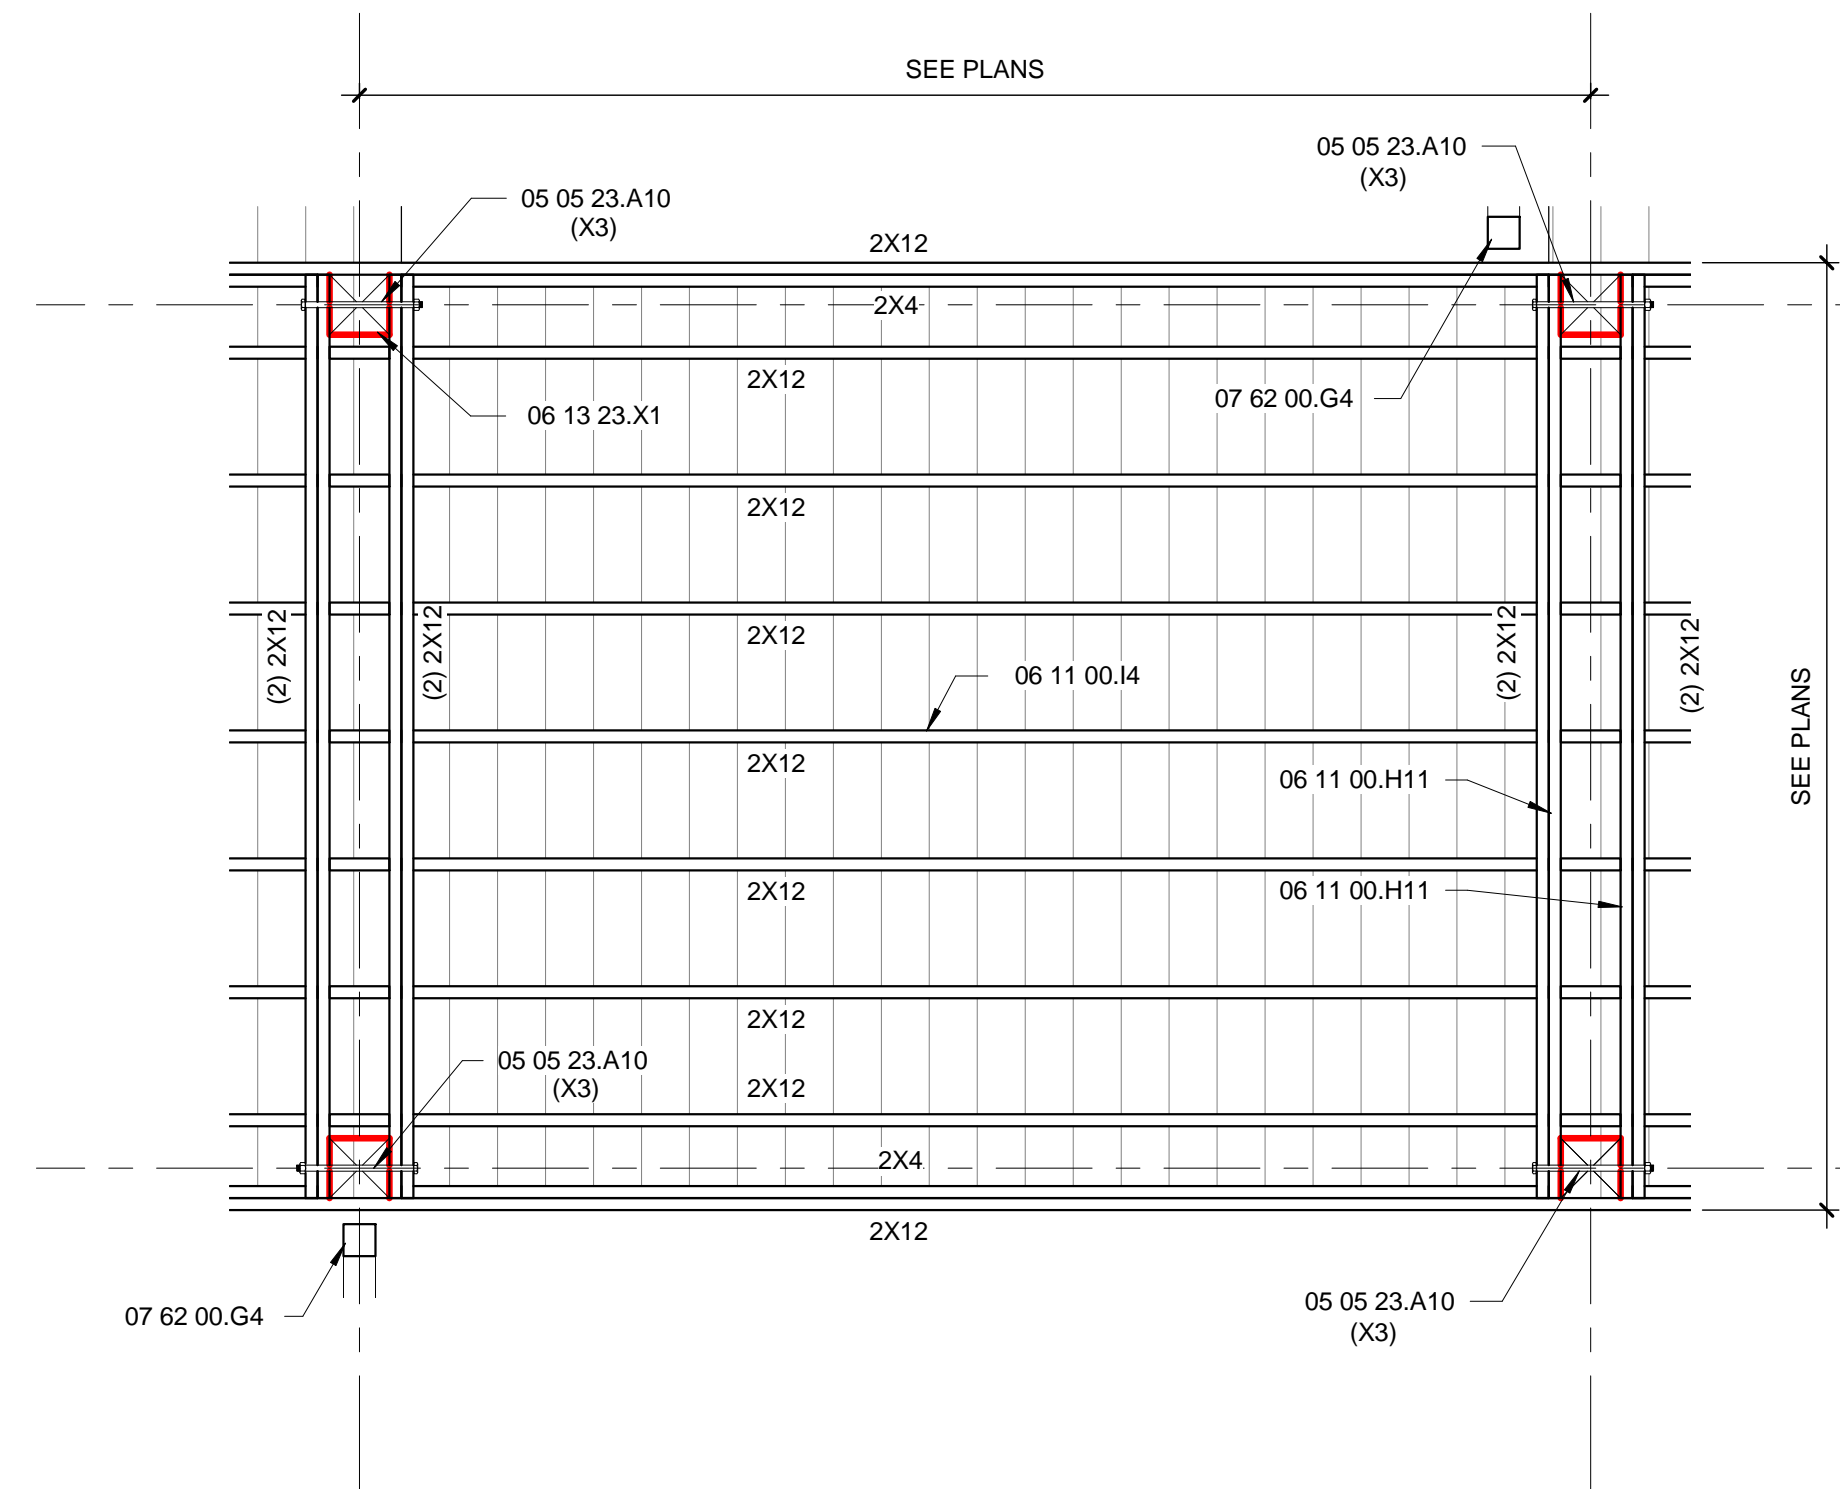 SEE PLANS
05 05 23.A10
(X3)
05 05 23.A10
(X3)
2X12
2X4
2X12
07 62 00.G4
06 13 23.X1
2X12
(2) 2X12
(2) 2X12
2X12
(2) 2X12
(2) 2X12
06 11 00.I4
SEE PLANS
2X12
06 11 00.H11
2X12
06 11 00.H11
2X12
05 05 23.A10
(X3)
2X12
2X4
2X12
07 62 00.G4
05 05 23.A10
(X3)